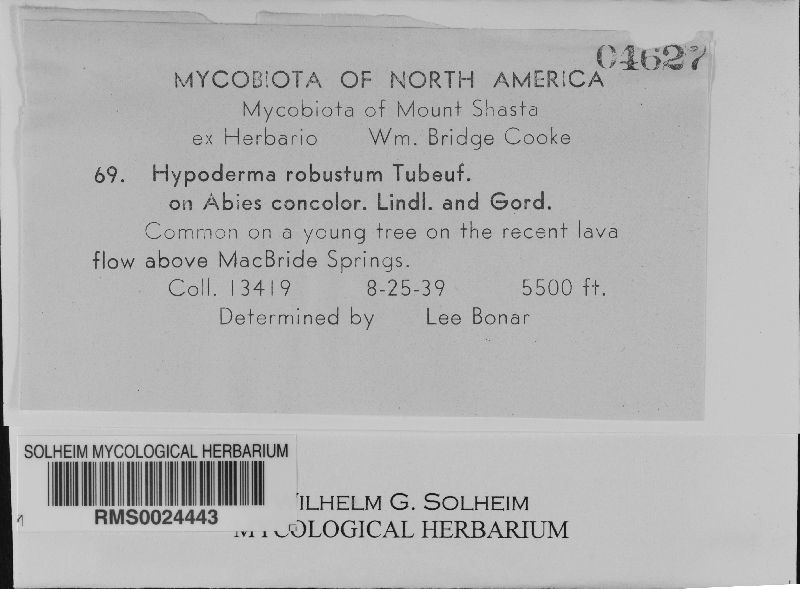 04627
MYCOBIOTA OF NORTH AMERICA
Mycobiota of Mount Shasta
ex Herbario Wm. Bridge Cooke
69. Hypoderma robustum Tubeuf.
on Abies concolor. Lindl. and Gord.
Common on a young tree on the recent lava
flow above MacBride Springs.
Coll. 13419 8-25-39 5500 ft.
Determined by Lee Bonar
SOLHEIM MYCOLOGICAL HERBARIUM
RMS0024443
ILHELM G. SOLHEIM
MYCOLOGICAL HERBARIUM